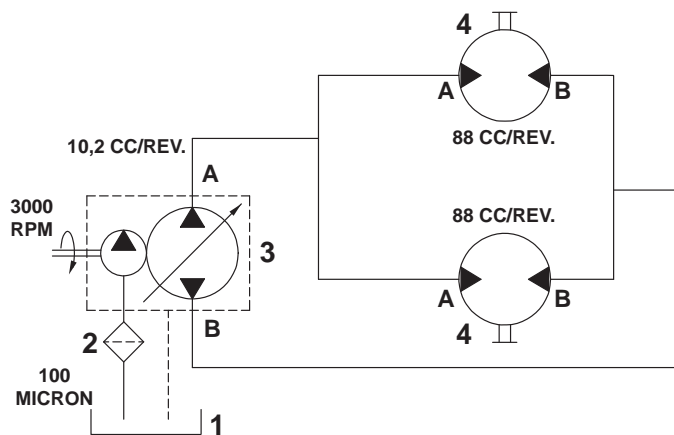 4
A
B
88 CC/REV.
10,2 CC/REV.
A
3000
RPM
3
88 CC/REV.
A
B
4
B
2
100
MICRON
1